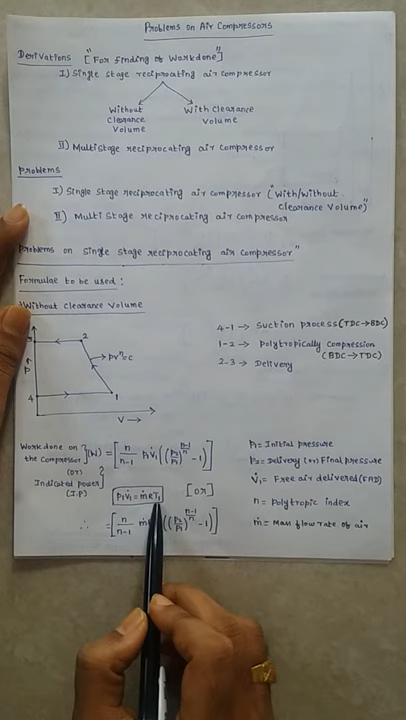 Problems on Air Compressors
Derivations ["For finding of Workdone"]
I) Single stage reciprocating air compressor
Without Clearance Volume
With Clearance Volume
II) Multistage reciprocating air compressor
Problems
I) Single stage reciprocating air compressor ("With/Without Clearance Volume")
II) Multi stage reciprocating air compressor
Problems on single stage reciprocating air compressor"
Formulae to be used :
Without Clearance Volume
2
PVⁿ=C
P
4
1
V →
4-1 → Suction process (TDC→BDC)
1-2 → Polytropically Compression (BDC→TDC)
2-3 → Delivery
Workdone on the Compressor (W) (or) Indicated power (I.P) = [n/(n-1) P₁V̇₁((P₂/P₁)^((n-1)/n) -1)]
P₁V̇₁ = ṁRT₁
[or]
∴ = [n/(n-1) ((P₂/P₁)^((n-1)/n) -1)]
P₁= Initial pressure
P₂= Delivery (or) Final pressure
V̇₁= Free air delivered (FAD)
n = Polytropic index
ṁ= Mass flow rate of air